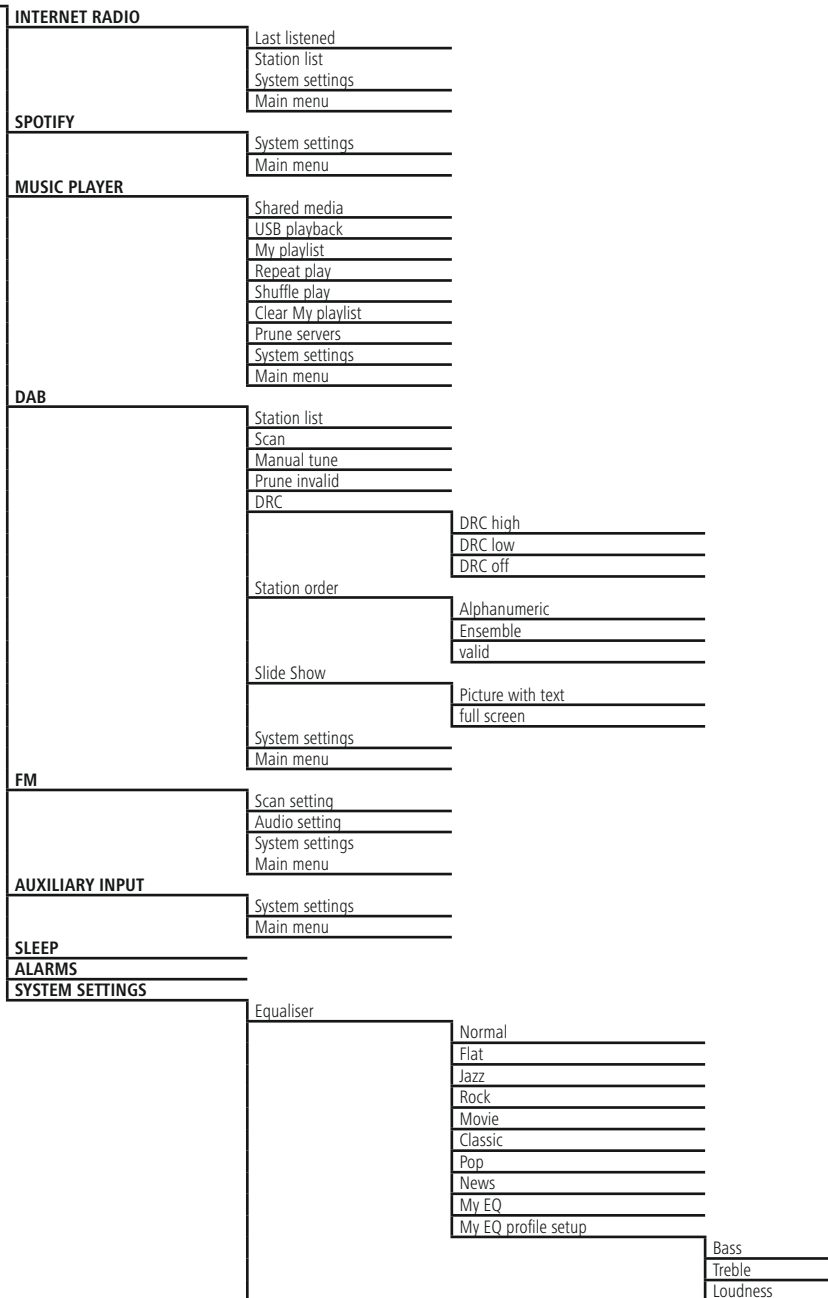 INTERNET RADIO
Last listened
Station list
System settings
Main menu
SPOTIFY
System settings
Main menu
MUSIC PLAYER
Shared media
USB playback
My playlist
Repeat play
Shuffle play
Clear My playlist
Prune servers
System settings
Main menu
DAB
Station list
Scan
Manual tune
Prune invalid
DRC
DRC high
DRC low
DRC off
Station order
Alphanumeric
Ensemble
valid
Slide Show
Picture with text
full screen
System settings
Main menu
FM
Scan setting
Audio setting
System settings
Main menu
AUXILIARY INPUT
System settings
Main menu
SLEEP
ALARMS
SYSTEM SETTINGS
Equaliser
Normal
Flat
Jazz
Rock
Movie
Classic
Pop
News
My EQ
My EQ profile setup
Bass
Treble
Loudness